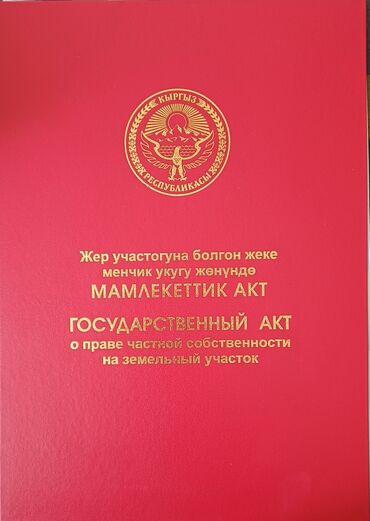 КЫРГЫЗ
РЕСПУБЛИКАСЫ
Жер участогуна болгон жеке
менчик укугу жөнүндө
МАМЛЕКЕТТИК АКТ
ГОСУДАРСТВЕННЫЙ АКТ
о праве частной собственности
на земельный участок